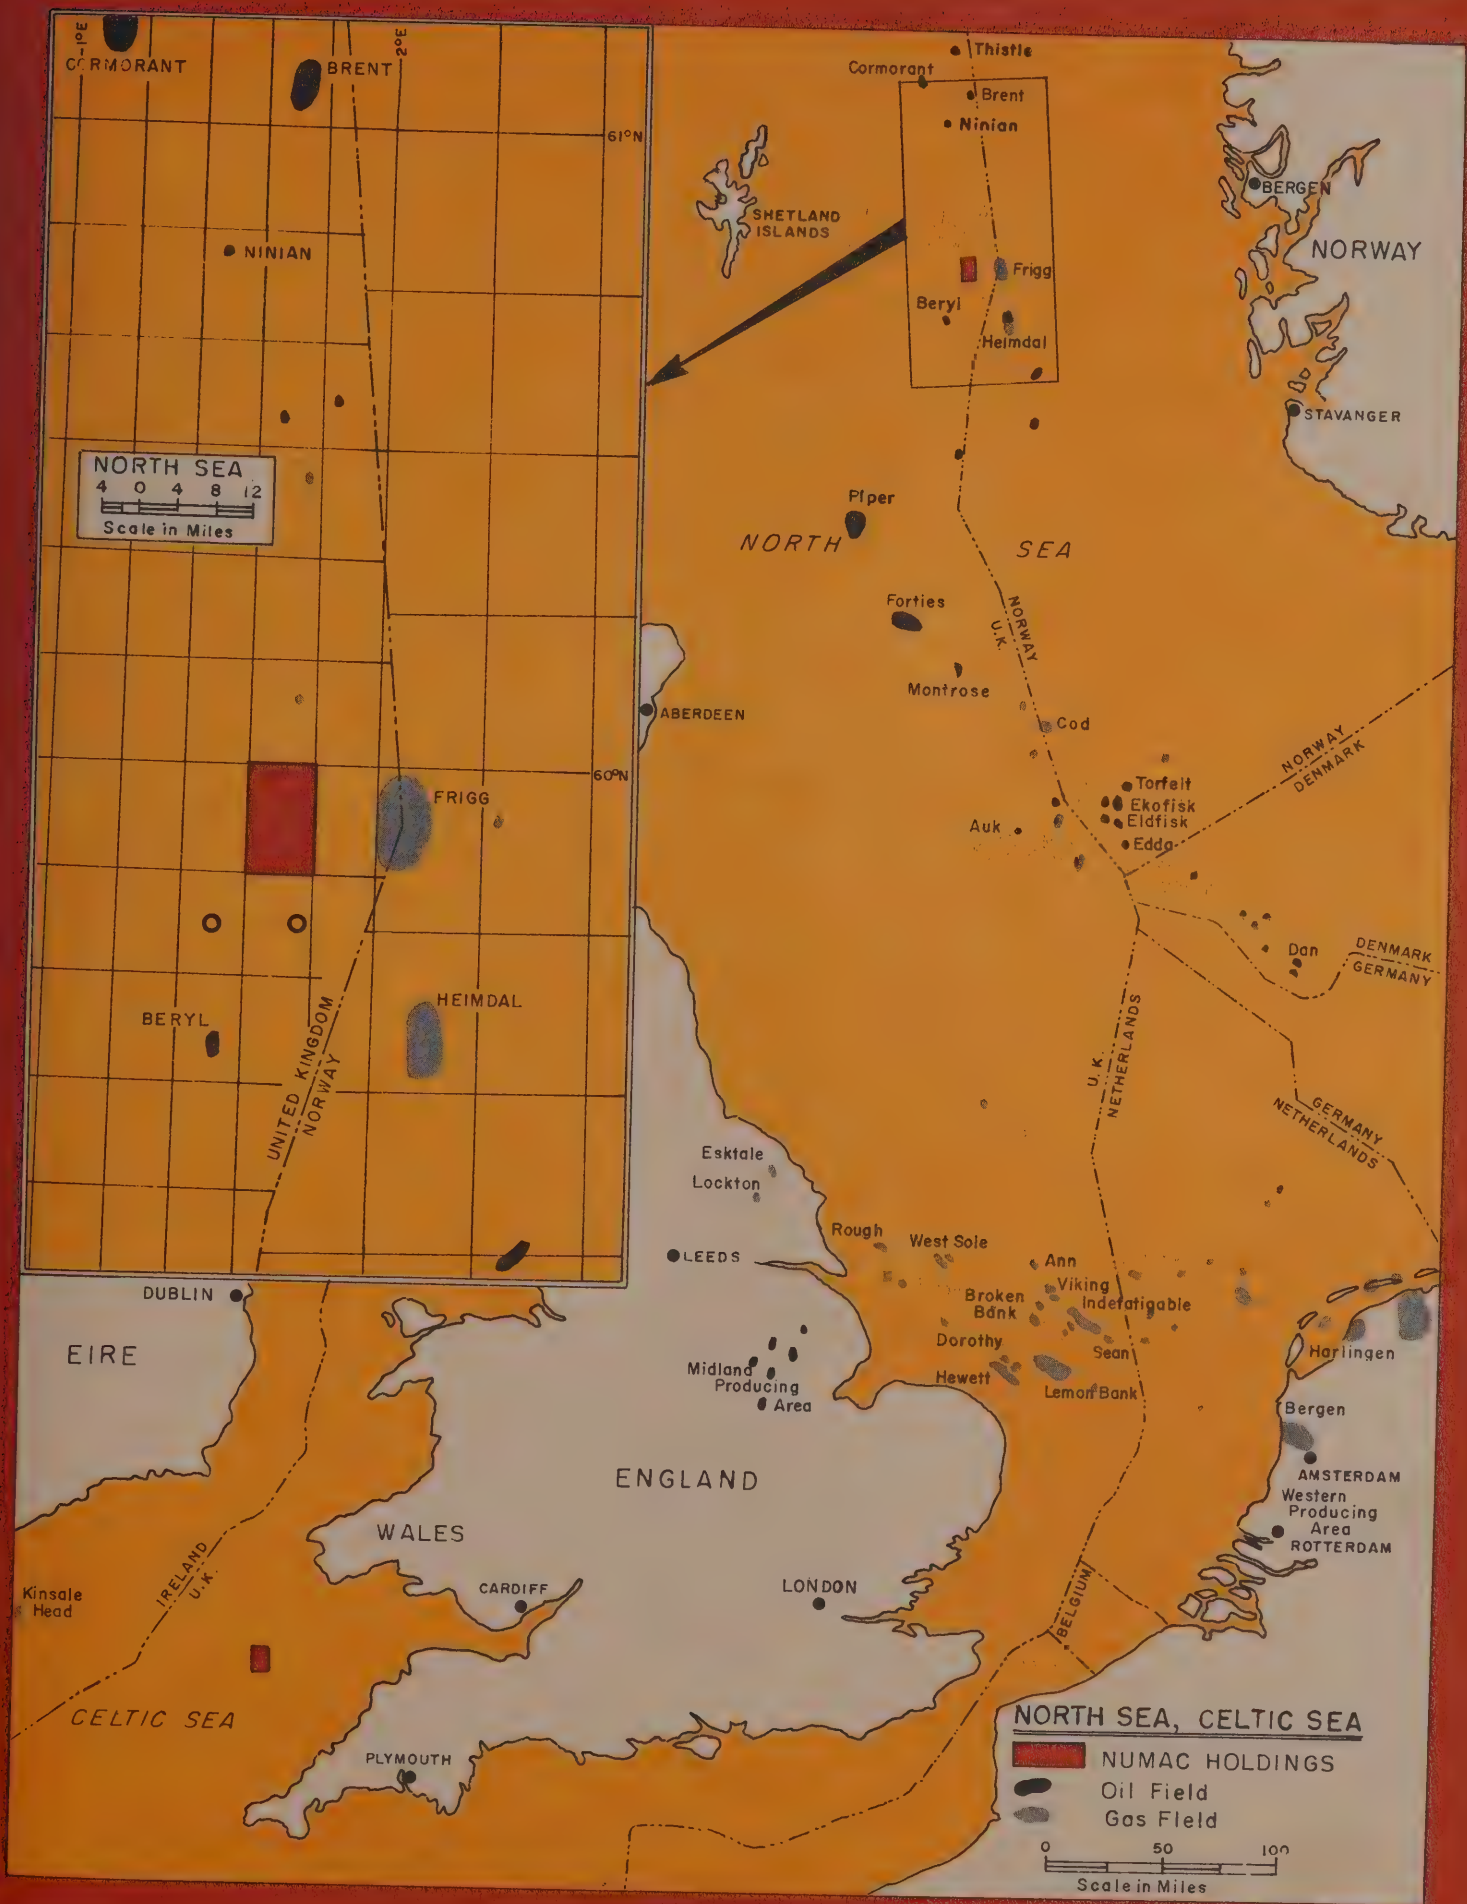 -1°E
2°E
CORMORANT
BRENT
61°N
NINIAN
NORTH SEA
4 0 4 8 12
Scale in Miles
60°N
FRIGG
HEIMDAL
BERYL
UNITED KINGDOM
NORWAY
Thistle
Cormorant
Brent
Ninian
SHETLAND
ISLANDS
Frigg
Beryl
Heimdal
BERGEN
NORWAY
STAVANGER
Piper
NORTH SEA
Forties
NORWAY
U.K.
Montrose
ABERDEEN
Cod
NORWAY
DENMARK
Torfelt
Ekofisk
Eldfisk
Auk
Edda
Dan
DENMARK
GERMANY
U.K.
NETHERLANDS
GERMANY
NETHERLANDS
Esktale
Lockton
Rough
West Sole
LEEDS
Ann
Viking
Broken
Bank
Indefatigable
Dorothy
Sean
Hewett
Lemon Bank
Harlingen
DUBLIN
EIRE
Midland
Producing
Area
Bergen
AMSTERDAM
Western
Producing
Area
ROTTERDAM
ENGLAND
WALES
IRELAND
U.K.
Kinsale
Head
CARDIFF
LONDON
BELGIUM
CELTIC SEA
PLYMOUTH
NORTH SEA, CELTIC SEA
NUMAC HOLDINGS
Oil Field
Gas Field
0 50 100
Scale in Miles